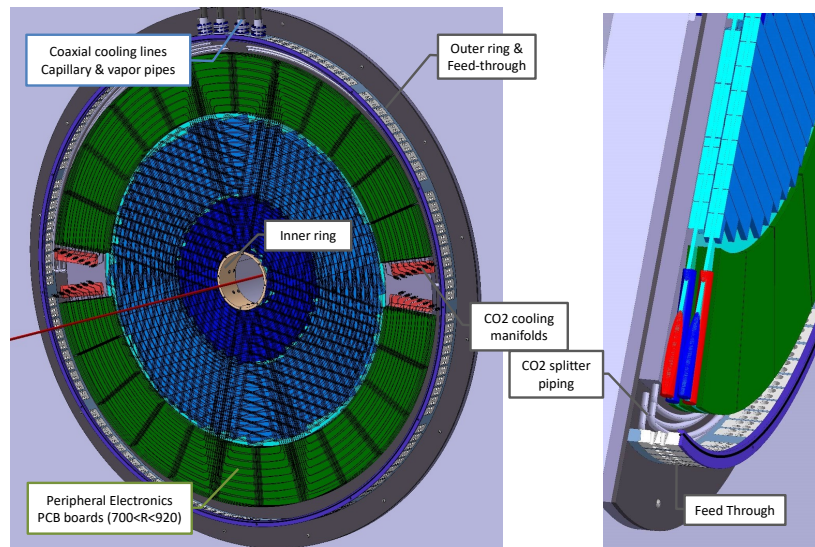 Coaxial cooling lines
Capillary & vapor pipes
Outer ring &
Feed-through
Inner ring
CO2 cooling
manifolds
CO2 splitter
piping
Peripheral Electronics
PCB boards (700<R<920)
Feed Through